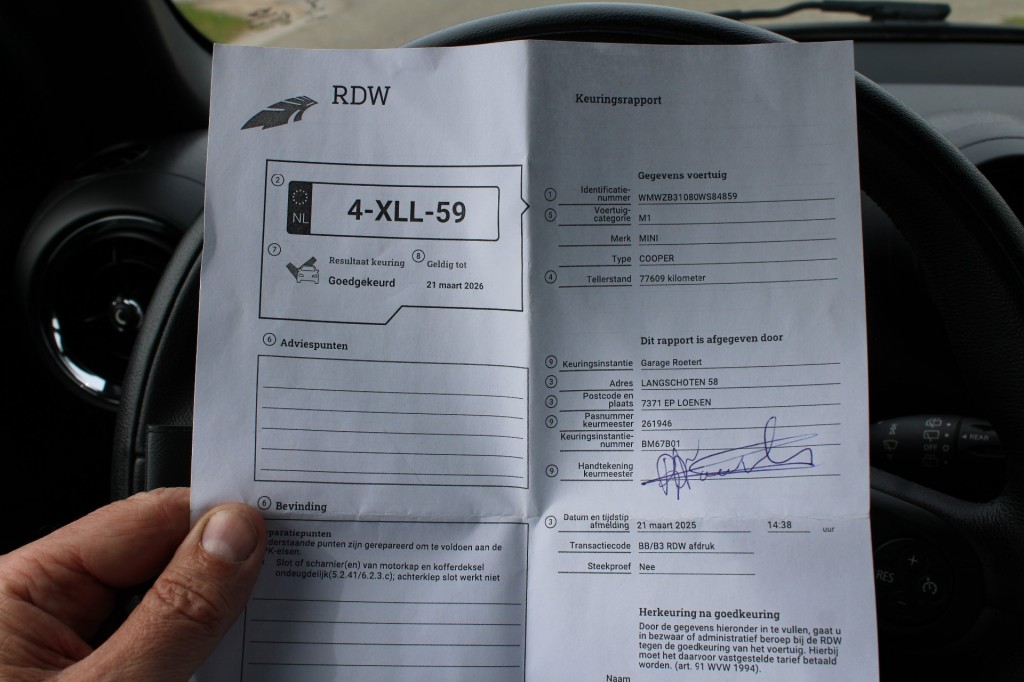 RDW
Keuringsrapport
2
NL
4-XLL-59
7
Resultaat keuring
Goedgekeurd
8
Geldig tot
21 maart 2026
6 Adviespunten
6 Bevinding
paratiepunten
derstaande punten zijn gerepareerd om te voldoen aan de
K-eisen.
Slot of scharnier(en) van motorkap en kofferdeksel
ondeugdelijk(5.2.41/6.2.3.c); achterklep slot werkt niet
Gegevens voertuig
1 Identificatie-
nummer WMWZB31080WS84859
5 Voertuig-
categorie M1
Merk MINI
Type COOPER
4 Tellerstand 77609 kilometer
Dit rapport is afgegeven door
9 Keuringsinstantie Garage Roetert
3 Adres LANGSCHOTEN 58
3 Postcode en
plaats 7371 EP LOENEN
9 Pasnummer
keurmeester 261946
Keuringsinstantie-
nummer BM67B01
9 Handtekening
keurmeester
3 Datum en tijdstip
afmelding 21 maart 2025 14:38 uur
Transactiecode BB/B3 RDW afdruk
Steekproef Nee
Herkeuring na goedkeuring
Door de gegevens hieronder in te vullen, gaat u
in bezwaar of administratief beroep bij de RDW
tegen de goedkeuring van het voertuig. Hierbij
moet het daarvoor vastgestelde tarief betaald
worden. (art. 91 WVW 1994).
Naam
REAR
RES